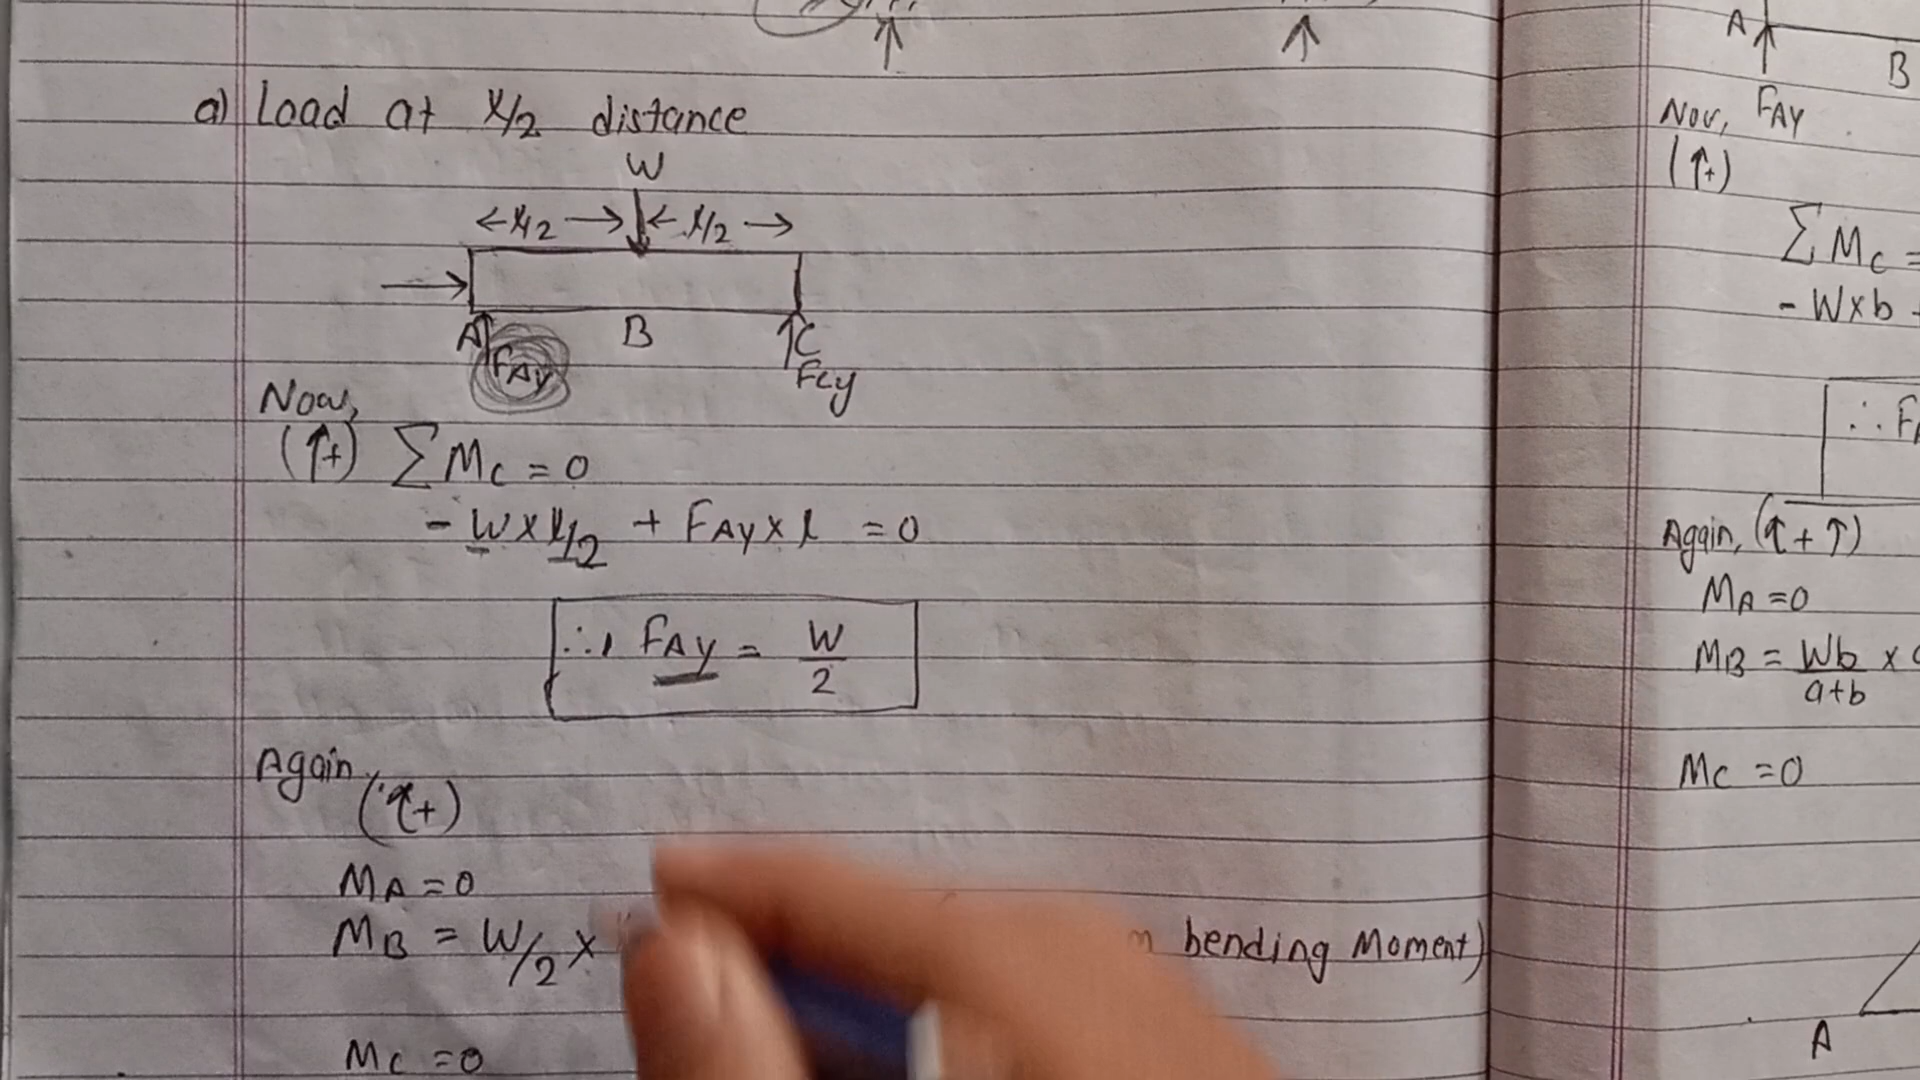 a) Load at l/2 distance
W
l/2 l/2
A B C
FAY FCY
Now,
(↑+) ΣMC = 0
- W×l/2 + FAY×l = 0
∴ FAY = W/2
Again,
(↑+)
MA = 0
MB = W/2 ×
bending Moment)
MC = 0
A
B
FAY
Now,
(↑+)
ΣMC =
- W×b +
∴ F
Again, (↑+↑)
MA = 0
MB = Wb/a+b ×
MC = 0
A